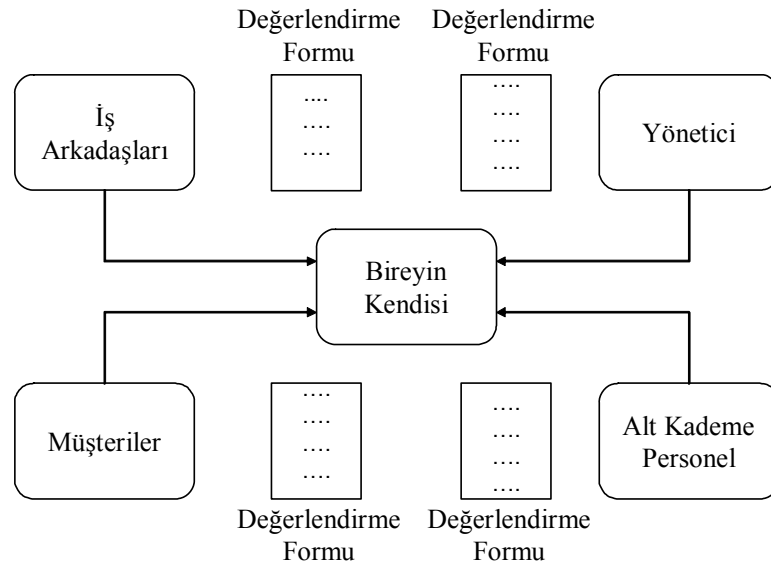 Değerlendirme
Formu
Değerlendirme
Formu
İş
Arkadaşları
....
....
....
....
....
....
....
Yönetici
Bireyin
Kendisi
Müşteriler
....
....
....
....
....
....
....
....
Alt Kademe
Personel
Değerlendirme
Formu
Değerlendirme
Formu